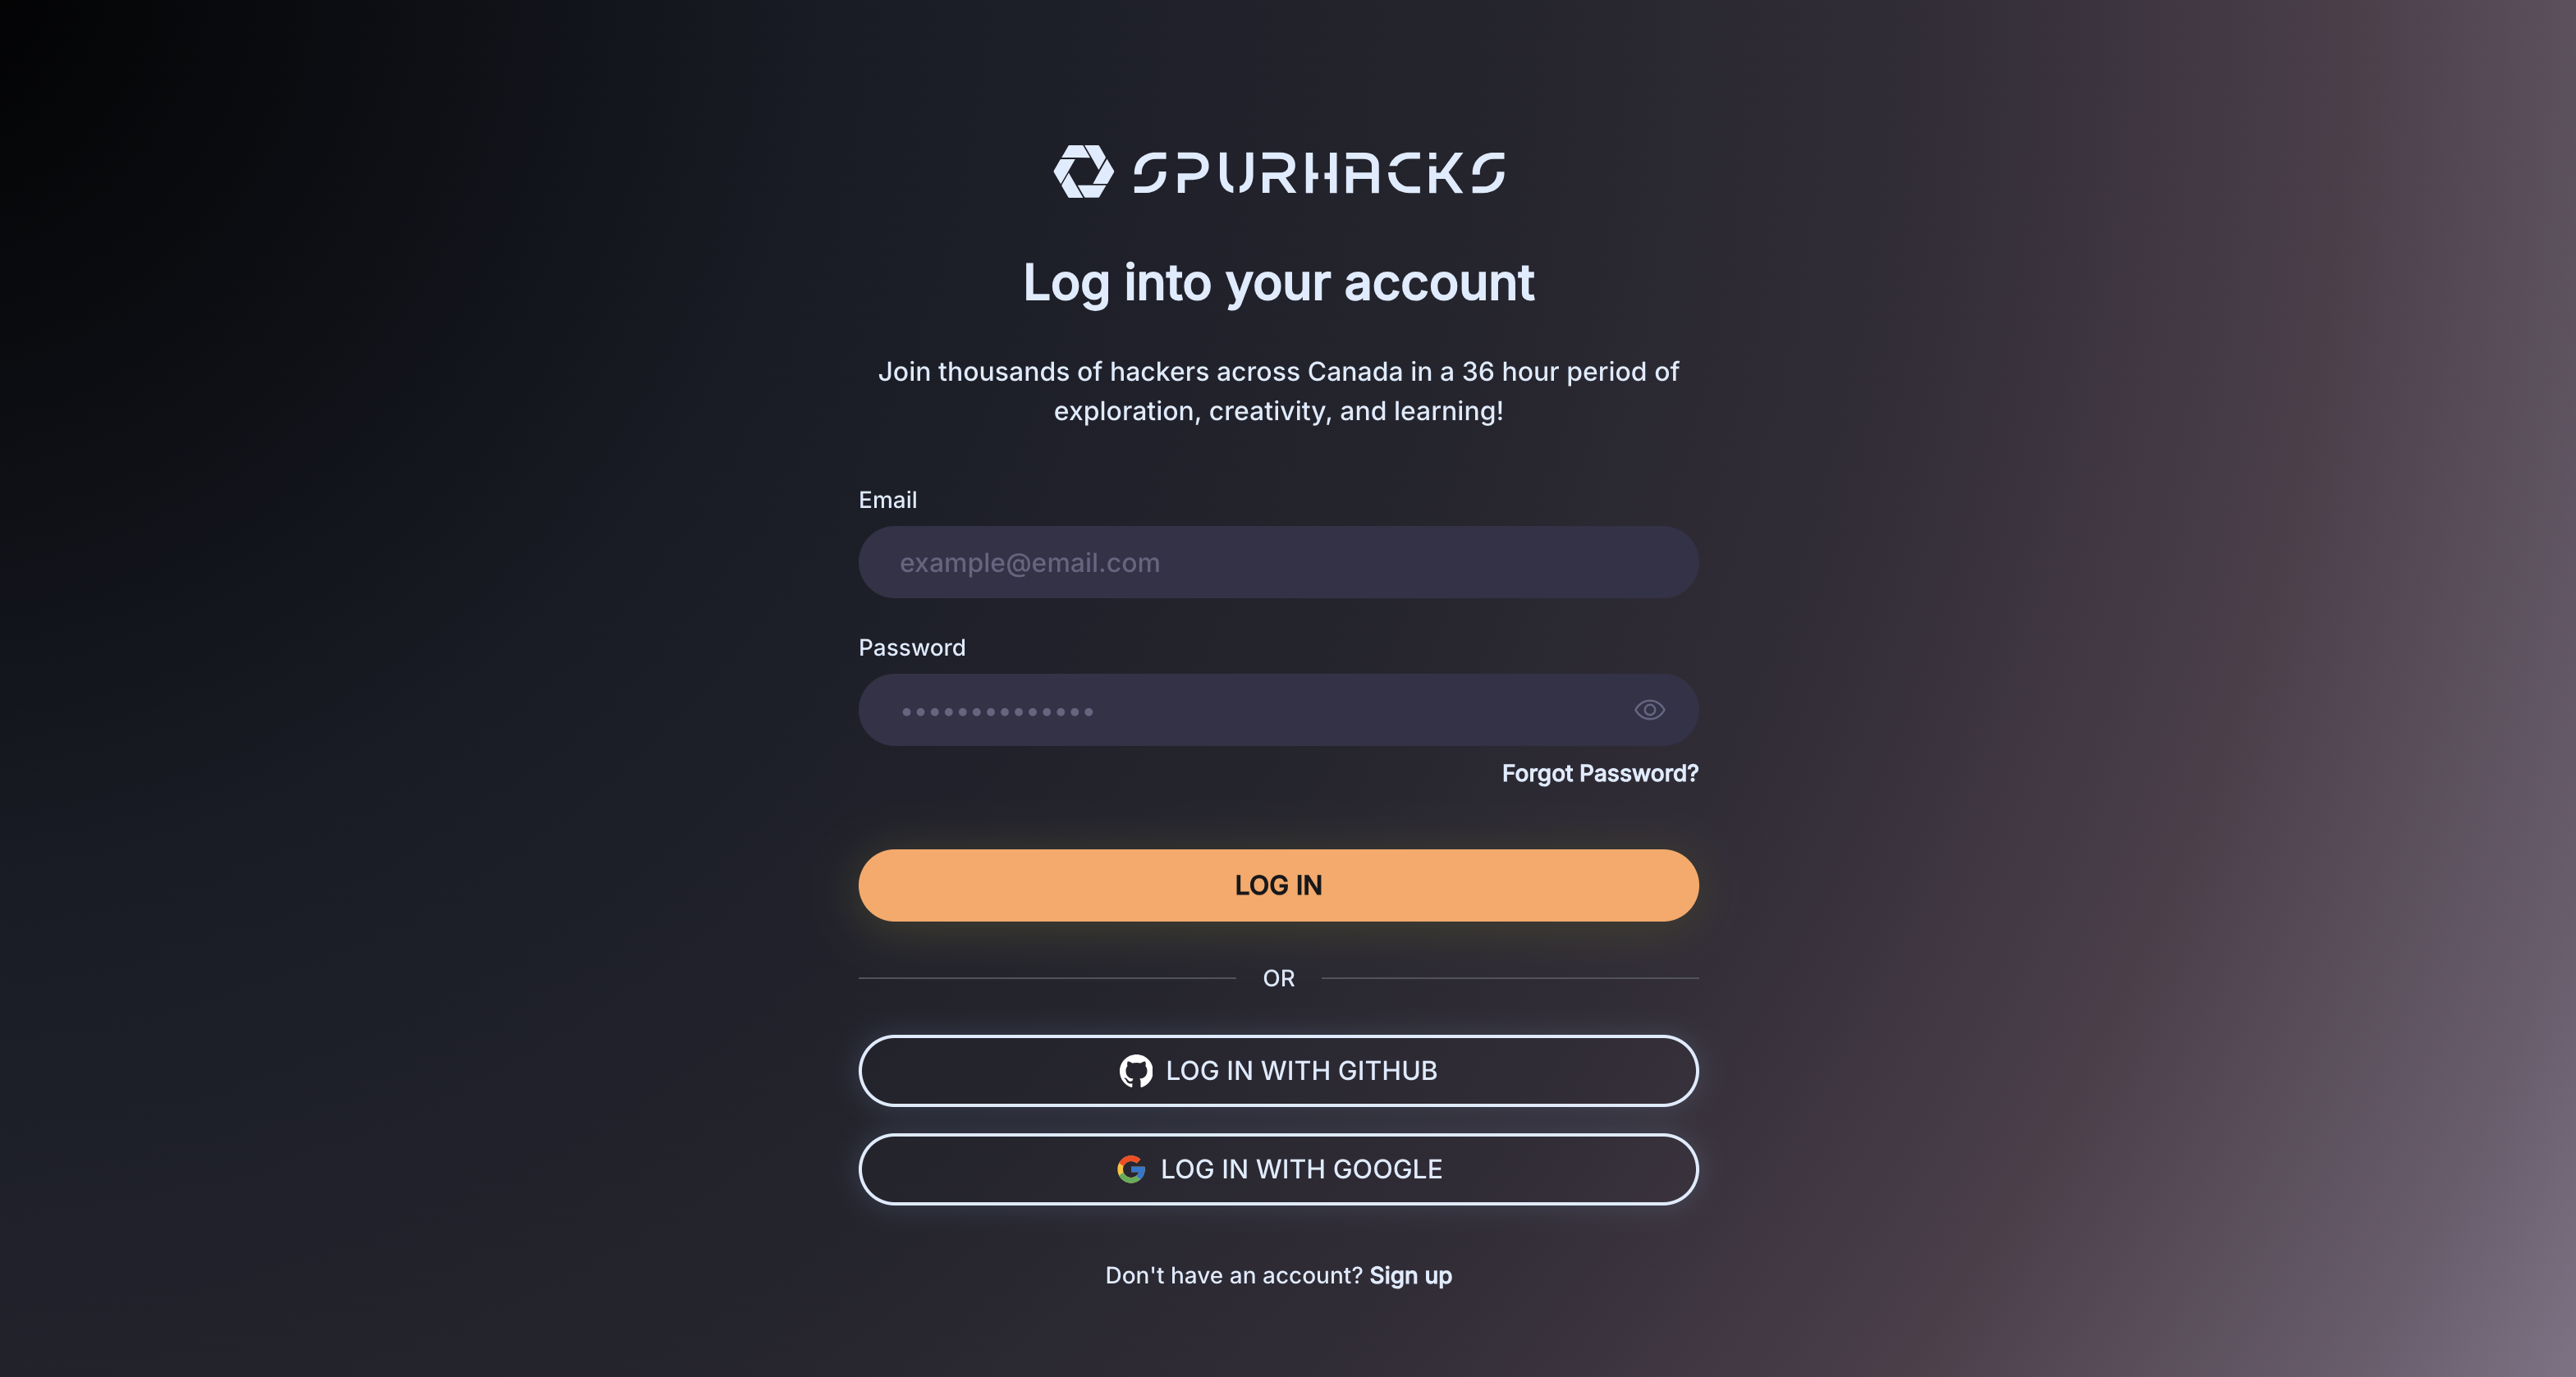 SPURHACKS
Log into your account
Join thousands of hackers across Canada in a 36 hour period of
exploration, creativity, and learning!
Email
example@email.com
Password
••••••••••••••
Forgot Password?
LOG IN
OR
LOG IN WITH GITHUB
LOG IN WITH GOOGLE
Don't have an account? Sign up